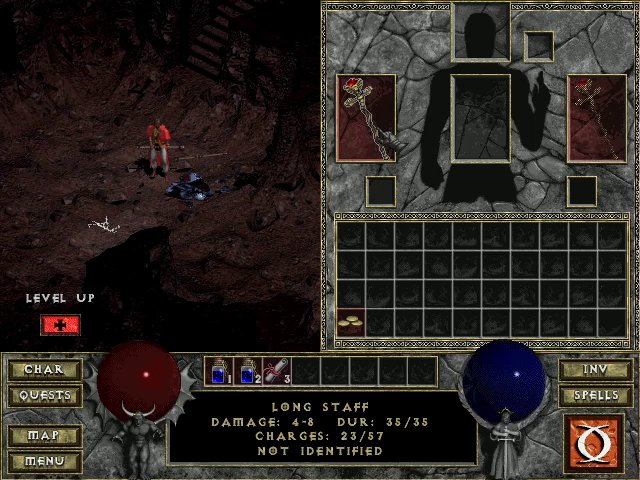 LEVEL UP
CHAR
QUESTS
MAP
MENU
1 2 3
INV
SPELLS
LONG STAFF
DAMAGE: 4-8 DUR: 35/35
CHARGES: 23/57
NOT IDENTIFIED